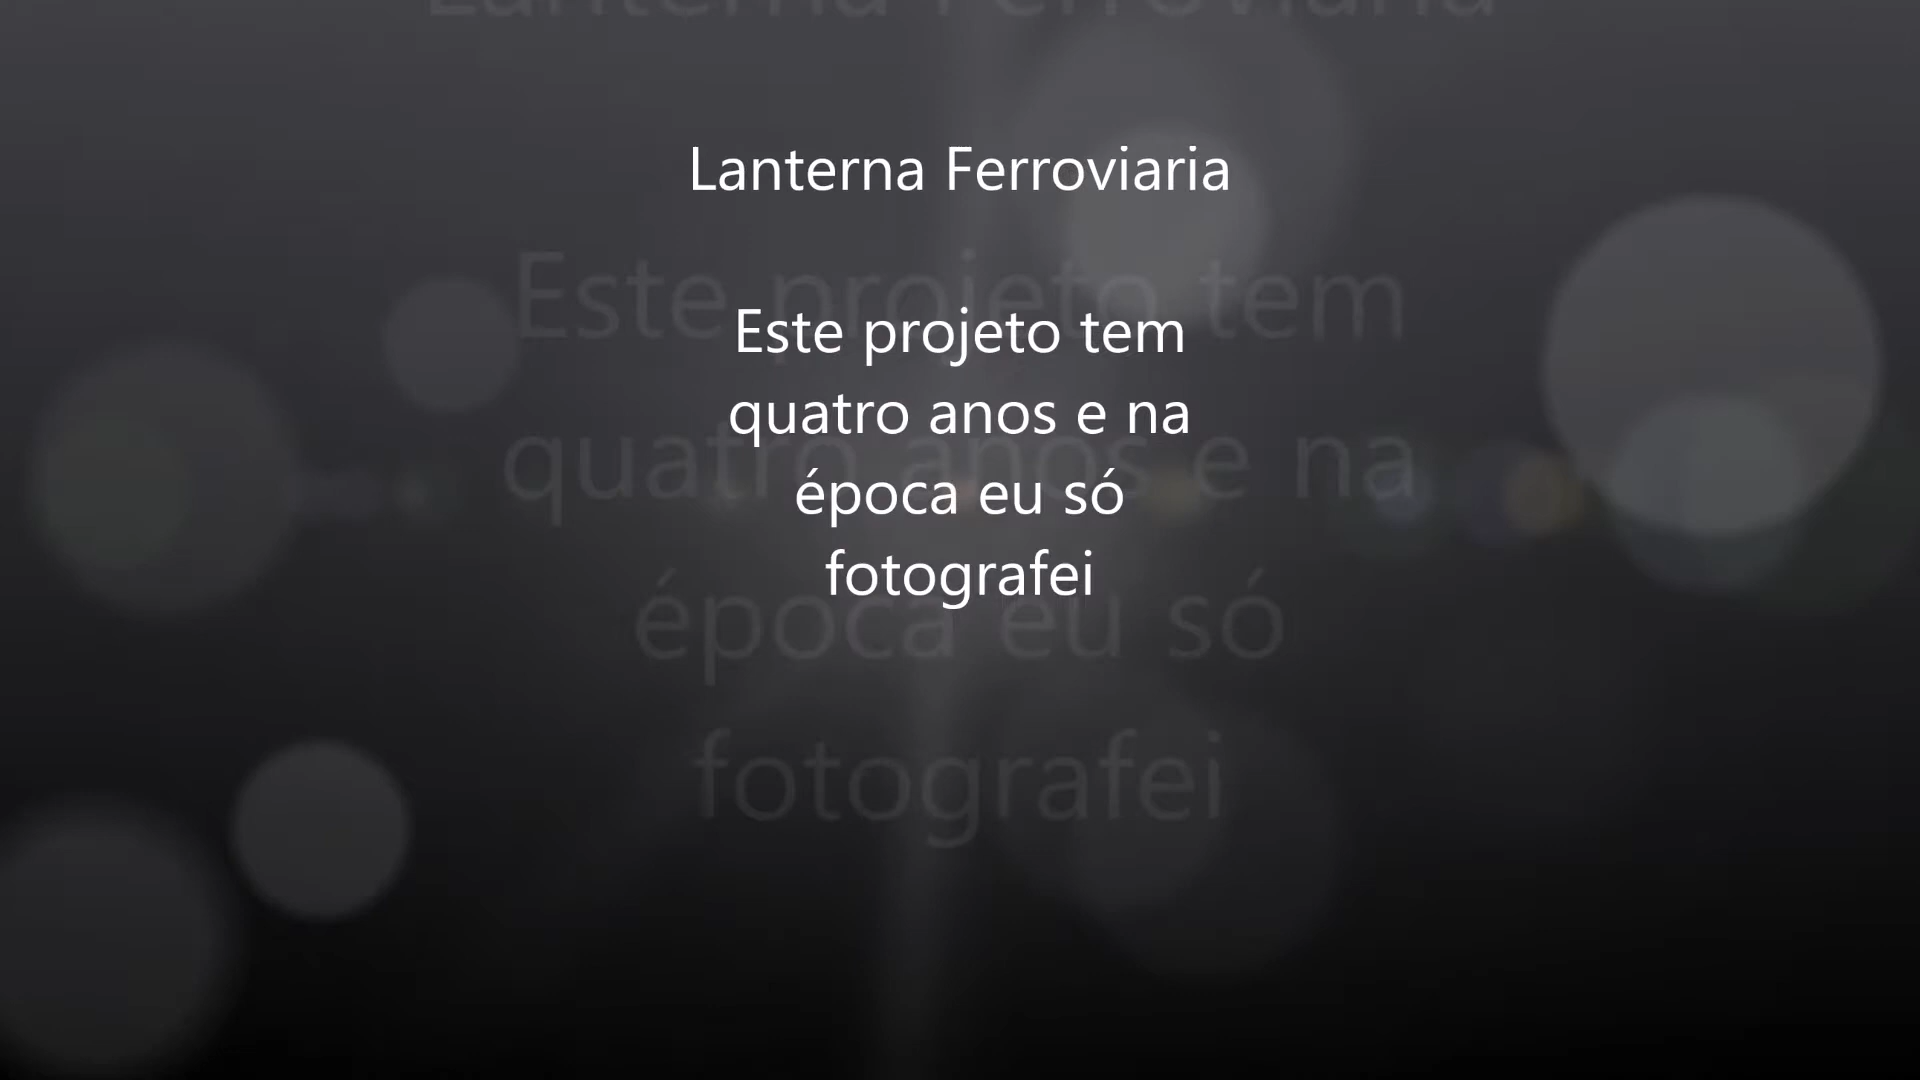 Lanterna Ferroviaria
Este projeto tem
quatro anos e na
época eu só
fotografei